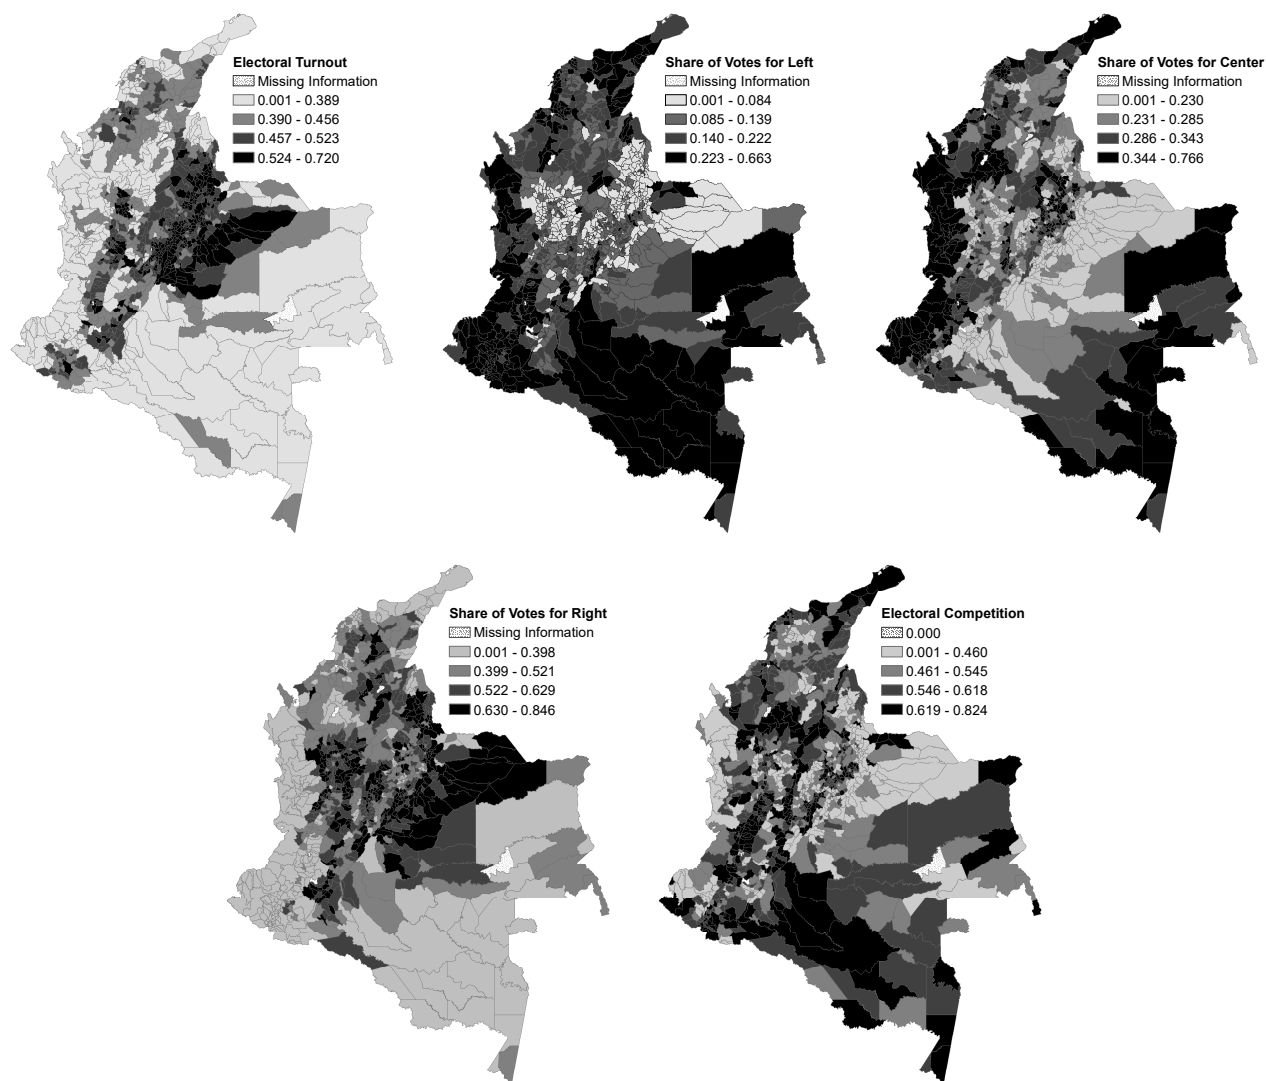 Electoral Turnout
Missing Information
0.001 - 0.389
0.390 - 0.456
0.457 - 0.523
0.524 - 0.720
Share of Votes for Left
Missing Information
0.001 - 0.084
0.085 - 0.139
0.140 - 0.222
0.223 - 0.663
Share of Votes for Center
Missing Information
0.001 - 0.230
0.231 - 0.285
0.286 - 0.343
0.344 - 0.766
Share of Votes for Right
Missing Information
0.001 - 0.398
0.399 - 0.521
0.522 - 0.629
0.630 - 0.846
Electoral Competition
0.000
0.001 - 0.460
0.461 - 0.545
0.546 - 0.618
0.619 - 0.824